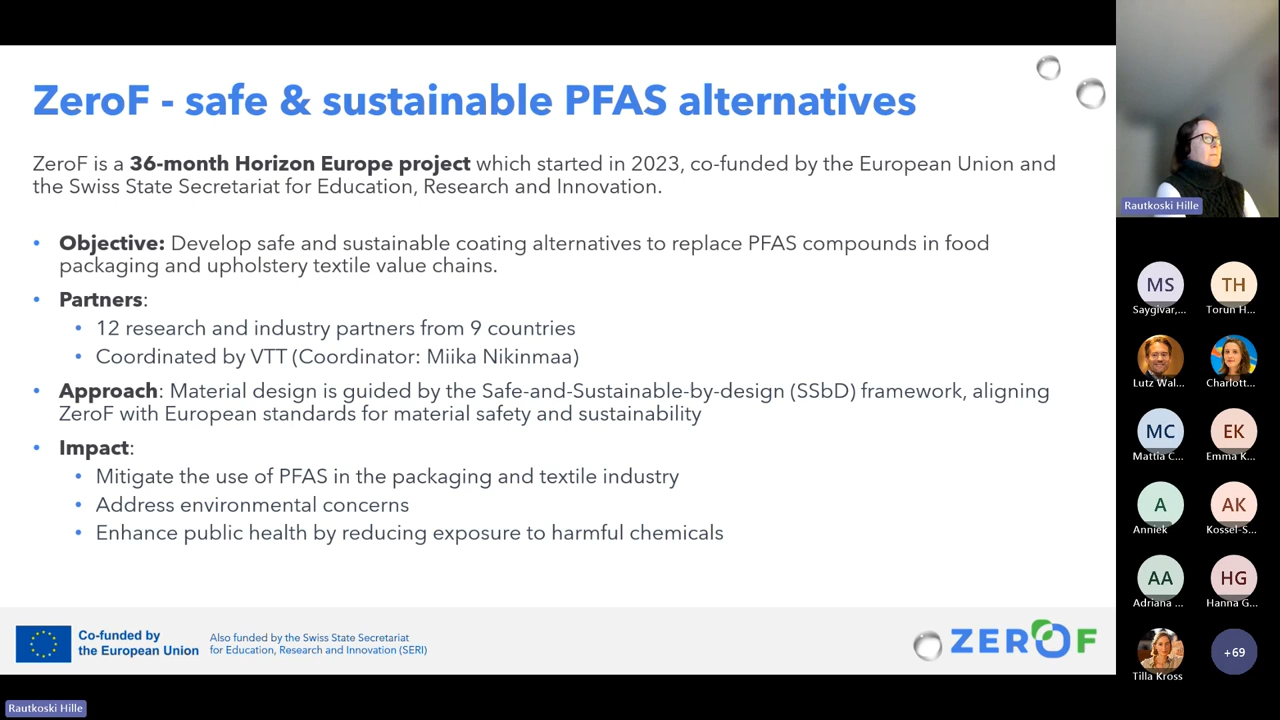 ZeroF - safe & sustainable PFAS alternatives
ZeroF is a 36-month Horizon Europe project which started in 2023, co-funded by the European Union and
the Swiss State Secretariat for Education, Research and Innovation.
• Objective: Develop safe and sustainable coating alternatives to replace PFAS compounds in food
packaging and upholstery textile value chains.
• Partners:
• 12 research and industry partners from 9 countries
• Coordinated by VTT (Coordinator: Miika Nikinmaa)
• Approach: Material design is guided by the Safe-and-Sustainable-by-design (SSbD) framework, aligning
ZeroF with European standards for material safety and sustainability
• Impact:
• Mitigate the use of PFAS in the packaging and textile industry
• Address environmental concerns
• Enhance public health by reducing exposure to harmful chemicals
Co-funded by
the European Union
Also funded by the Swiss State Secretariat
for Education, Research and Innovation (SERI)
ZEROF
Rautkoski Hille
MS
Saygivar,...
TH
Torun H...
Lutz Wal...
Charlott...
MC
Mattia C...
EK
Emma K...
A
Anniek
AK
Kossel-S...
AA
Adriana ...
HG
Hanna G...
Tilla Kross
+69
Rautkoski Hille